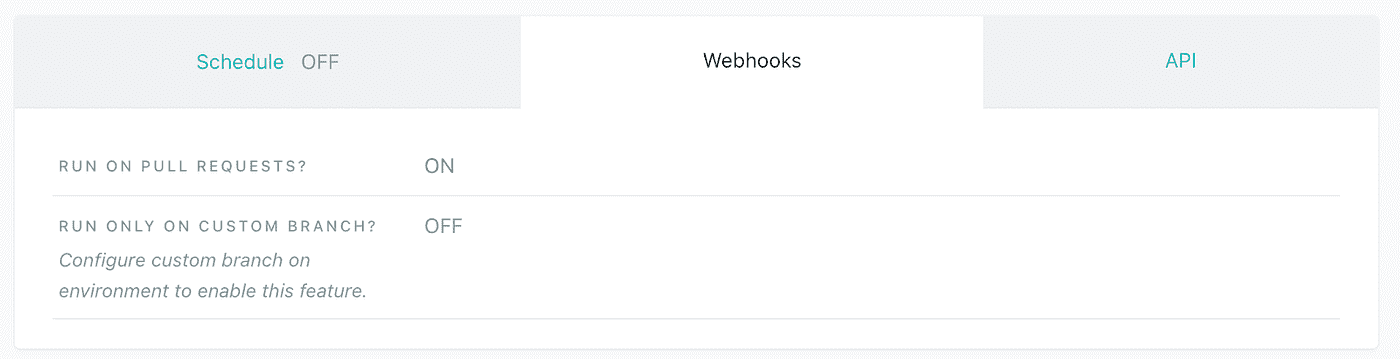 Schedule OFF Webhooks API
RUN ON PULL REQUESTS? ON
RUN ONLY ON CUSTOM BRANCH? OFF
Configure custom branch on
environment to enable this feature.